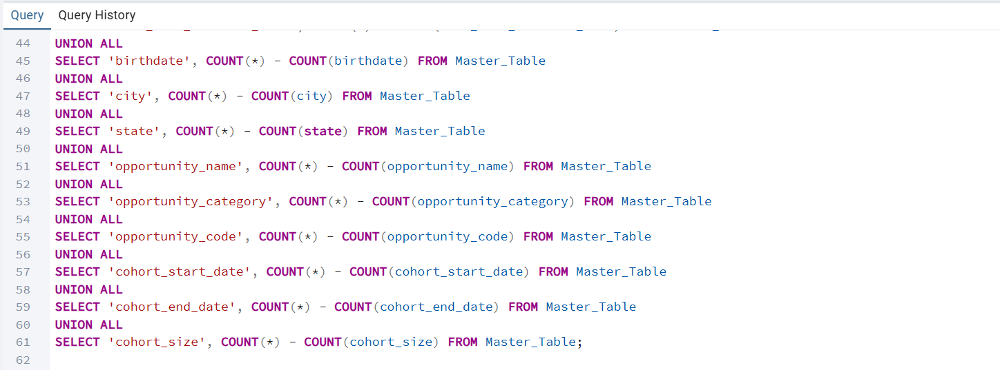 Query Query History
44 UNION ALL
45 SELECT 'birthdate', COUNT(*) - COUNT(birthdate) FROM Master_Table
46 UNION ALL
47 SELECT 'city', COUNT(*) - COUNT(city) FROM Master_Table
48 UNION ALL
49 SELECT 'state', COUNT(*) - COUNT(state) FROM Master_Table
50 UNION ALL
51 SELECT 'opportunity_name', COUNT(*) - COUNT(opportunity_name) FROM Master_Table
52 UNION ALL
53 SELECT 'opportunity_category', COUNT(*) - COUNT(opportunity_category) FROM Master_Table
54 UNION ALL
55 SELECT 'opportunity_code', COUNT(*) - COUNT(opportunity_code) FROM Master_Table
56 UNION ALL
57 SELECT 'cohort_start_date', COUNT(*) - COUNT(cohort_start_date) FROM Master_Table
58 UNION ALL
59 SELECT 'cohort_end_date', COUNT(*) - COUNT(cohort_end_date) FROM Master_Table
60 UNION ALL
61 SELECT 'cohort_size', COUNT(*) - COUNT(cohort_size) FROM Master_Table;
62